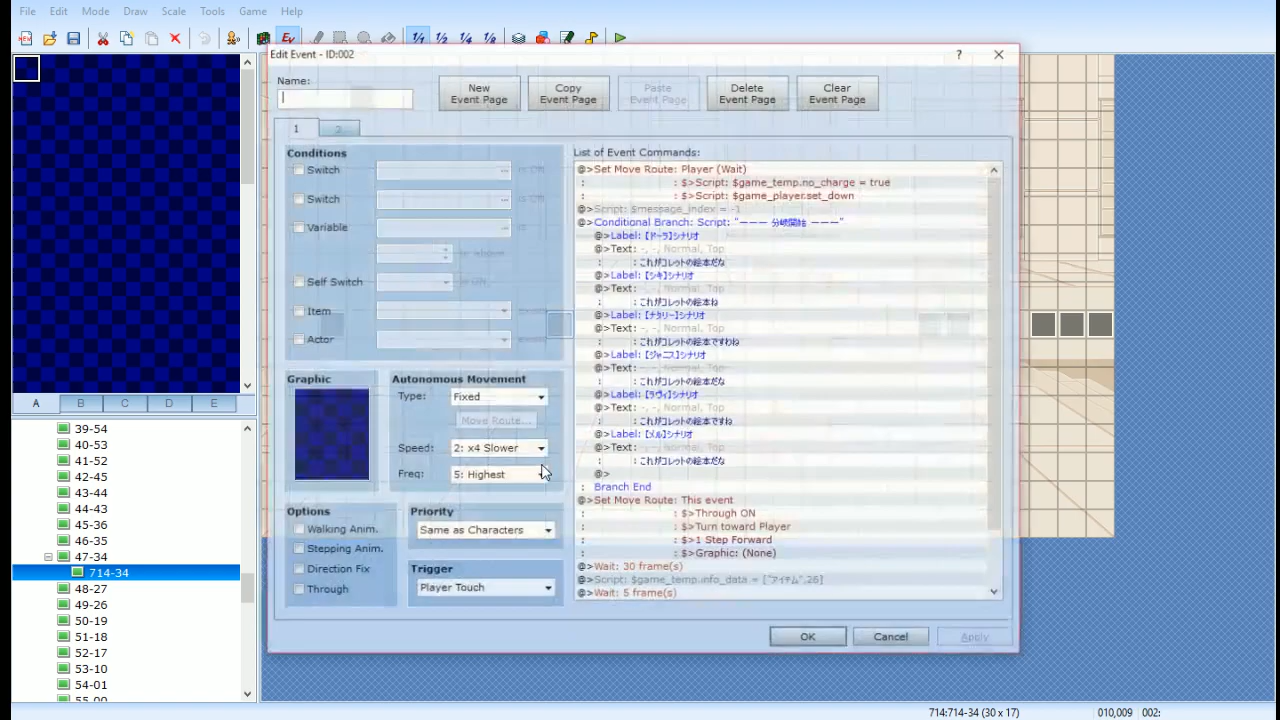 File Edit Mode Draw Scale Tools Game Help
Edit Event - ID:002
Name:
New Event Page
Copy Event Page
Paste Event Page
Delete Event Page
Clear Event Page
1 2
Conditions
Switch
Switch
Variable
or above
Self Switch
Item
Actor
Graphic
Autonomous Movement
Type: Fixed
Move Route...
Speed: 2: x4 Slower
Freq: 5: Highest
Options
Walking Anim.
Stepping Anim.
Direction Fix
Through
Priority
Same as Characters
Trigger
Player Touch
List of Event Commands:
@>Set Move Route: Player (Wait)
: : $>Script: $game_temp.no_charge = true
: : $>Script: $game_player.set_down
@>Script: $message_index = -1
@>Conditional Branch: Script: "ーーー 分岐開始 ーーー"
@>Label: 【ドーラ】シナリオ
@>Text: -, -, Normal, Top
: : これがコレットの絵本だな
@>Label: 【シキ】シナリオ
@>Text: -, -, Normal, Top
: : これがコレットの絵本ね
@>Label: 【ナタリー】シナリオ
@>Text: -, -, Normal, Top
: : これがコレットの絵本ですわね
@>Label: 【ジャニス】シナリオ
@>Text: -, -, Normal, Top
: : これがコレットの絵本だな
@>Label: 【ラヴィ】シナリオ
@>Text: -, -, Normal, Top
: : これがコレットの絵本ですね
@>Label: 【メル】シナリオ
@>Text: -, -, Normal, Top
: : これがコレットの絵本だな
@>
: Branch End
@>Set Move Route: This event
: : $>Through ON
: : $>Turn toward Player
: : $>1 Step Forward
: : $>Graphic: (None)
@>Wait: 30 frame(s)
@>Script: $game_temp.info_data = ["アイテム",26]
@>Wait: 5 frame(s)
OK Cancel Apply
A B C D E
39-54
40-53
41-52
42-45
43-44
44-43
45-36
46-35
47-34
714-34
48-27
49-26
50-19
51-18
52-17
53-10
54-01
55-00
714:714-34 (30 x 17) 010,009 002: